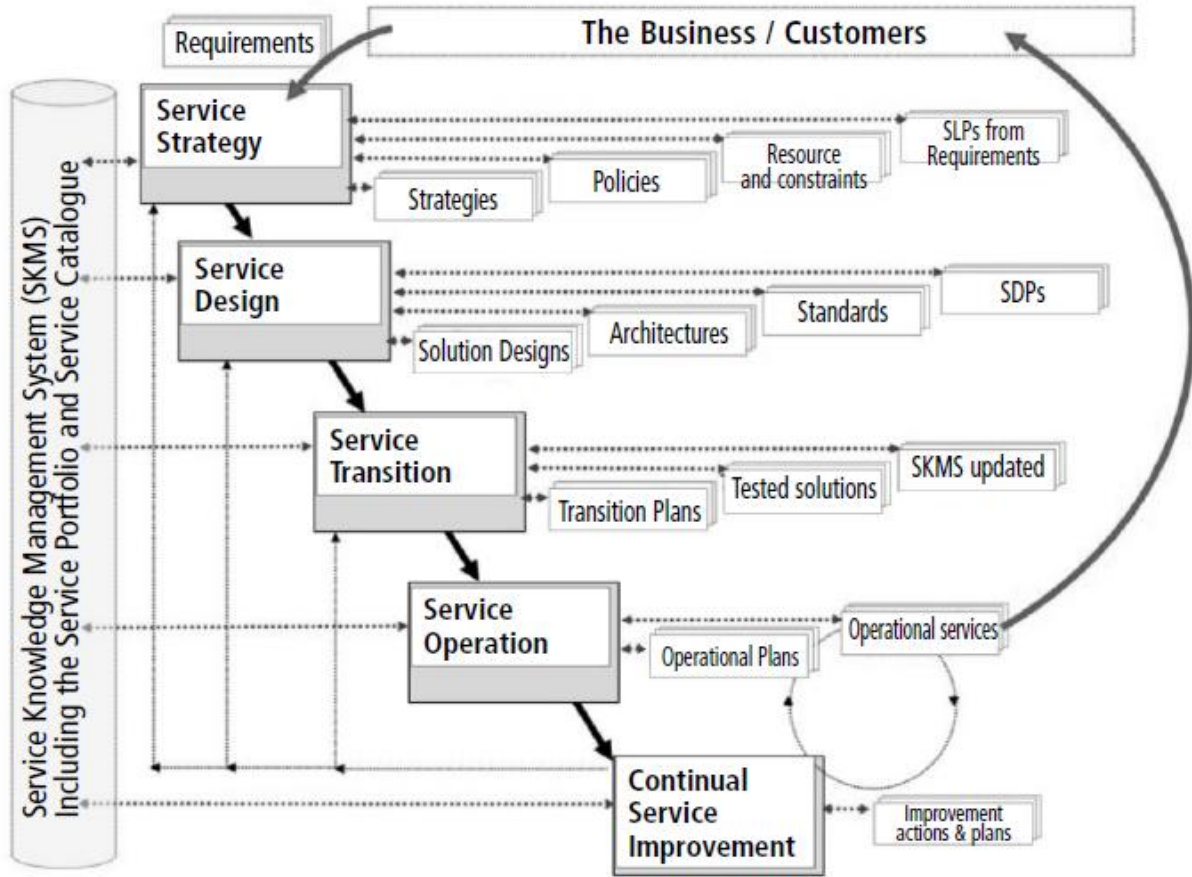 Requirements
The Business / Customers
Service Knowledge Management System (SKMS)
Including the Service Portfolio and Service Catalogue
Service
Strategy
SLPs from
Requirements
Resource
and constraints
Policies
Strategies
Service
Design
SDPs
Standards
Architectures
Solution Designs
Service
Transition
SKMS updated
Tested solutions
Transition Plans
Service
Operation
Operational services
Operational Plans
Continual
Service
Improvement
Improvement
actions & plans